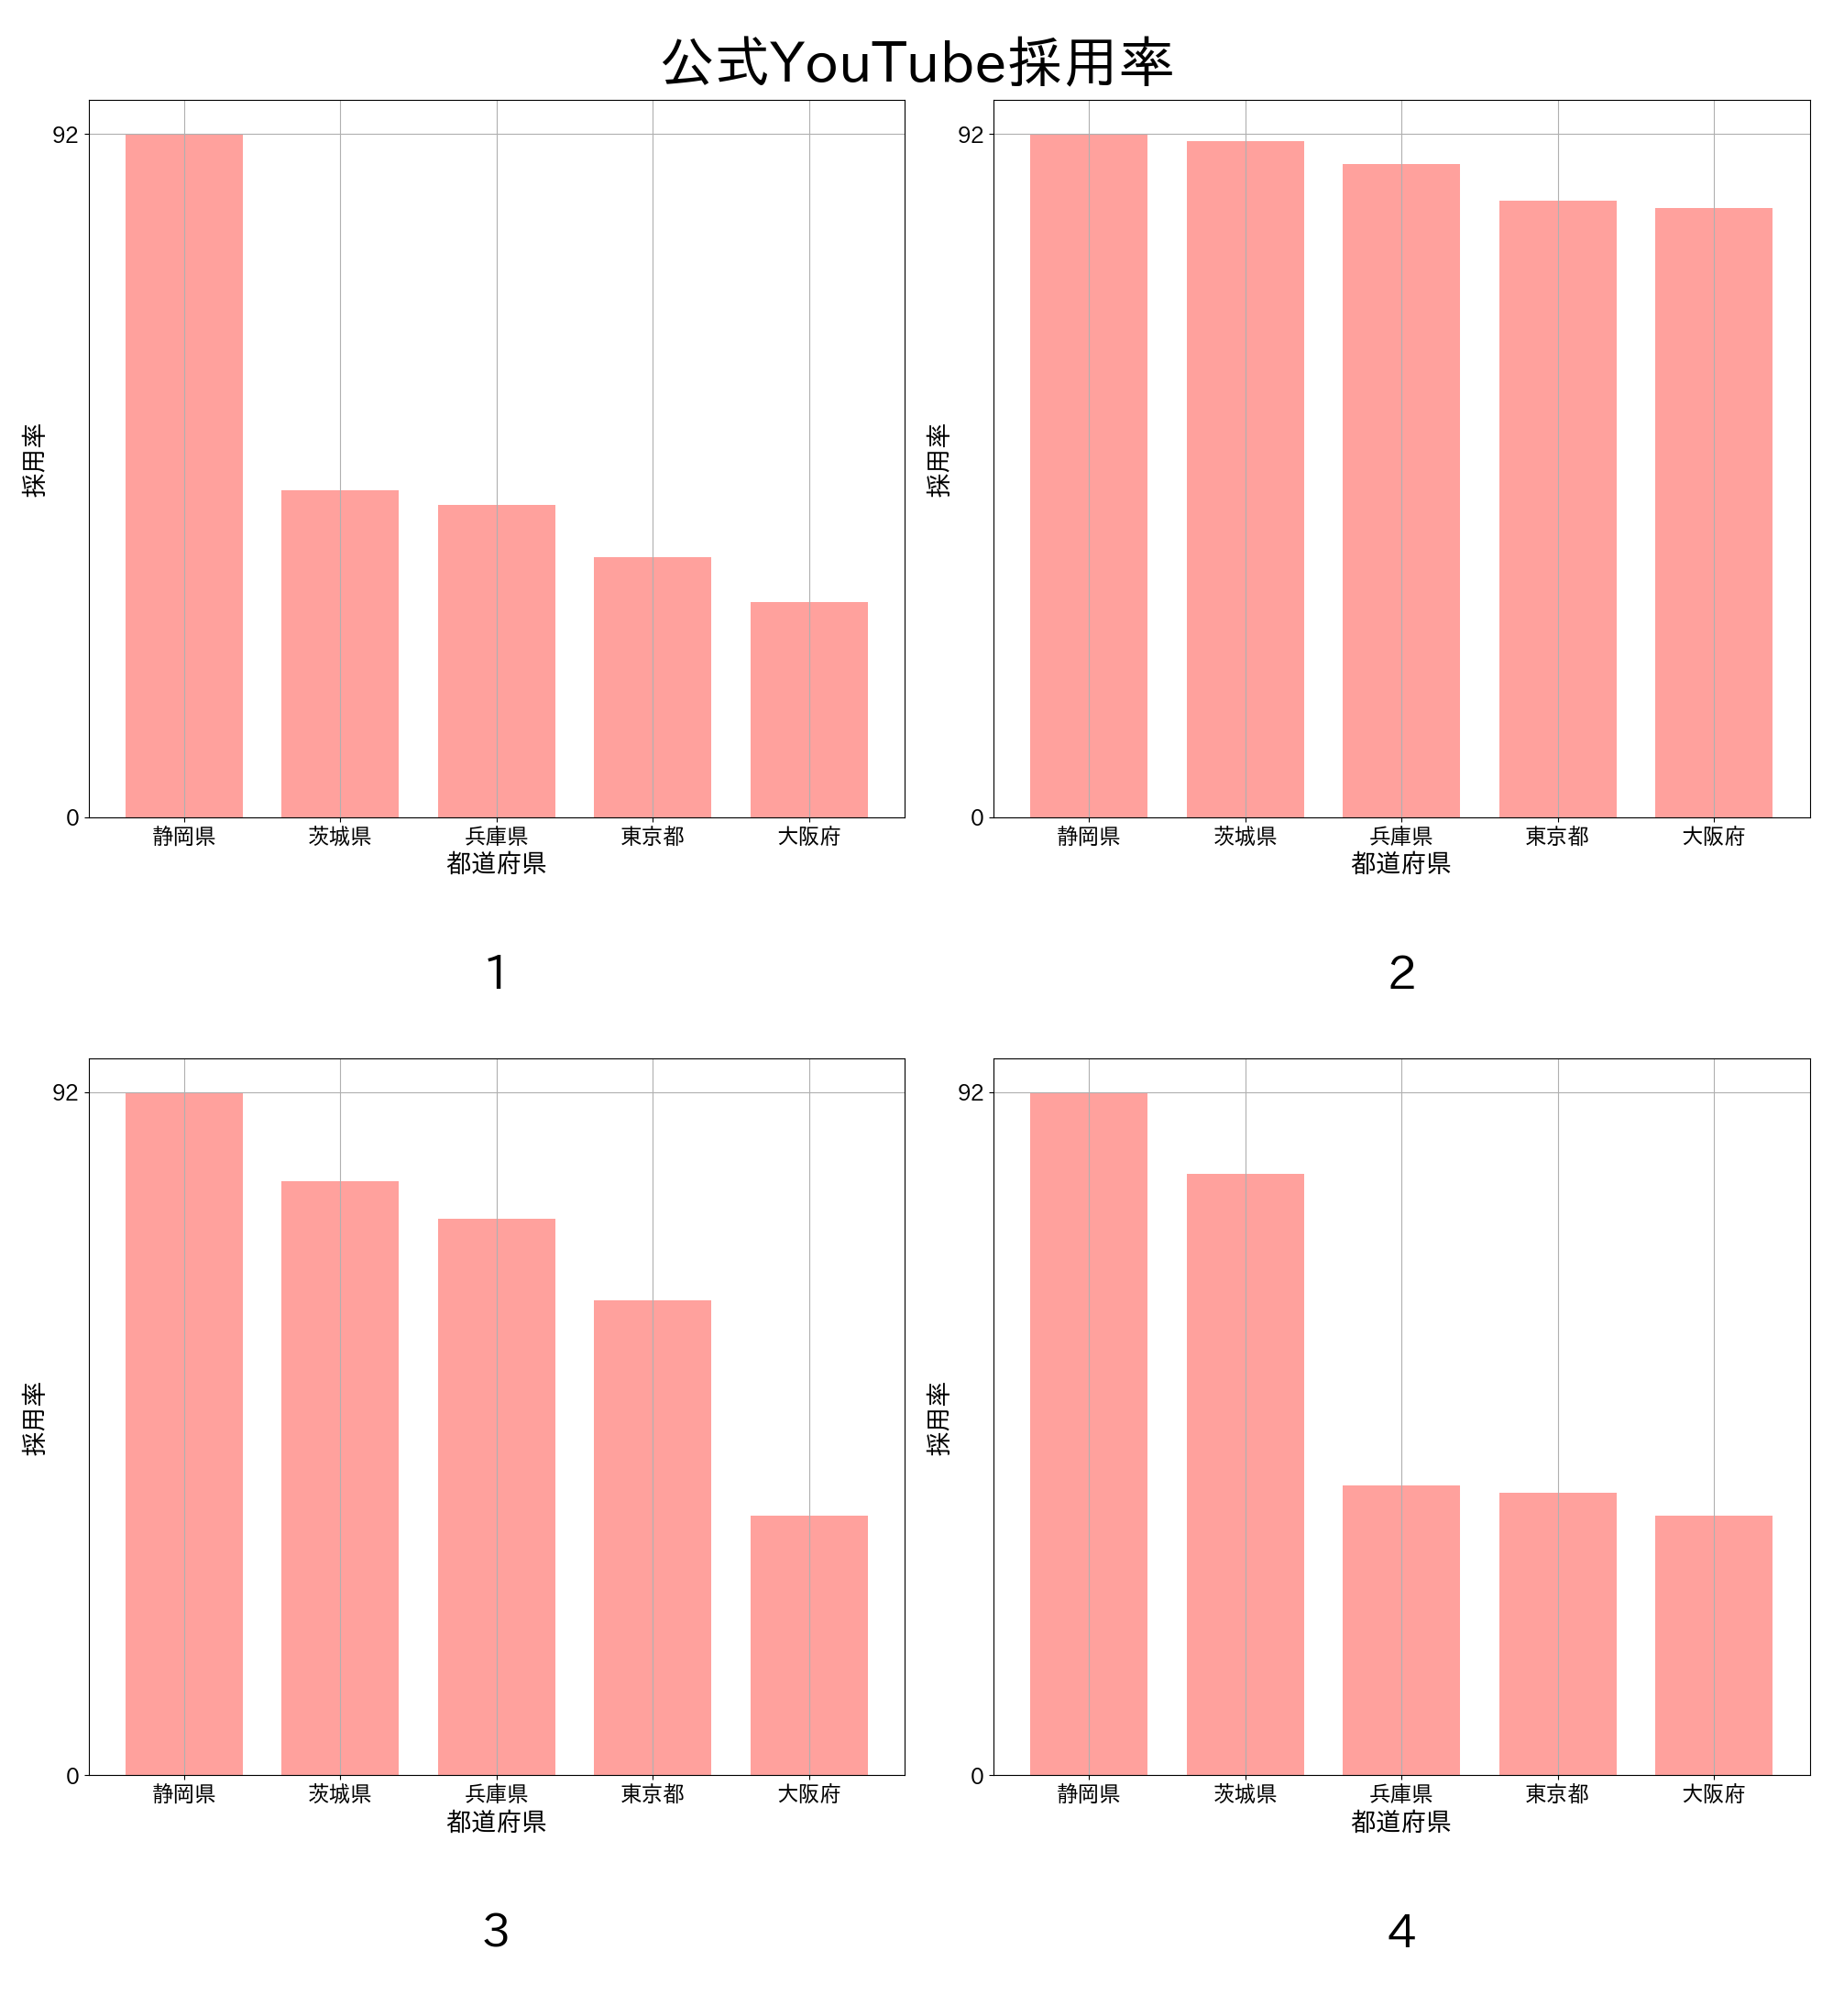 公式YouTube採用率
92
0
採用率
静岡県 茨城県 兵庫県 東京都 大阪府
都道府県
1
92
0
採用率
静岡県 茨城県 兵庫県 東京都 大阪府
都道府県
2
92
0
採用率
静岡県 茨城県 兵庫県 東京都 大阪府
都道府県
3
92
0
採用率
静岡県 茨城県 兵庫県 東京都 大阪府
都道府県
4